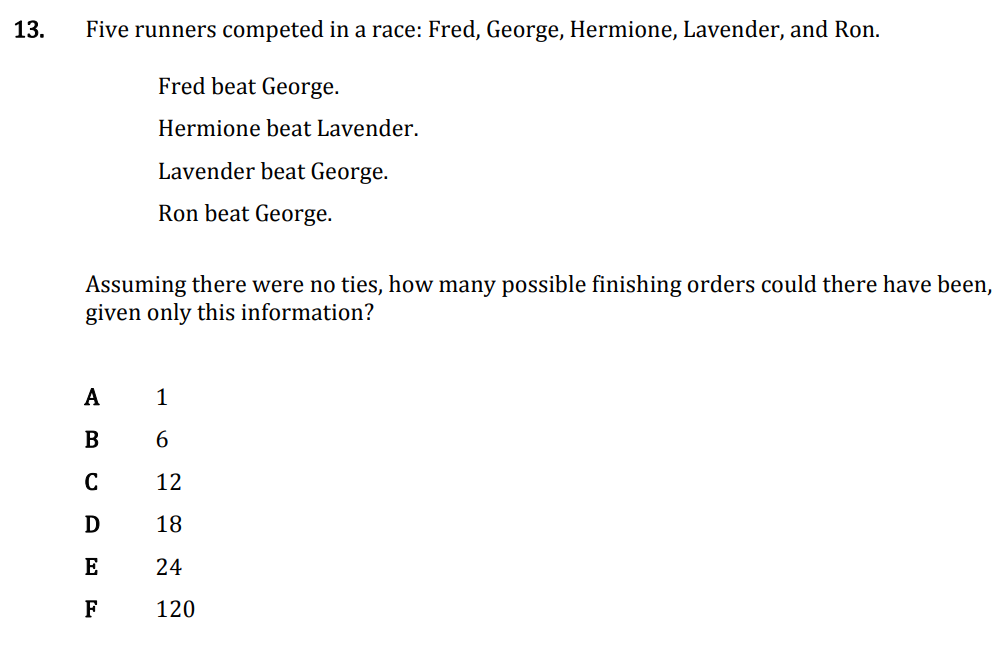 13. Five runners competed in a race: Fred, George, Hermione, Lavender, and Ron.
Fred beat George.
Hermione beat Lavender.
Lavender beat George.
Ron beat George.
Assuming there were no ties, how many possible finishing orders could there have been,
given only this information?
A 1
B 6
C 12
D 18
E 24
F 120